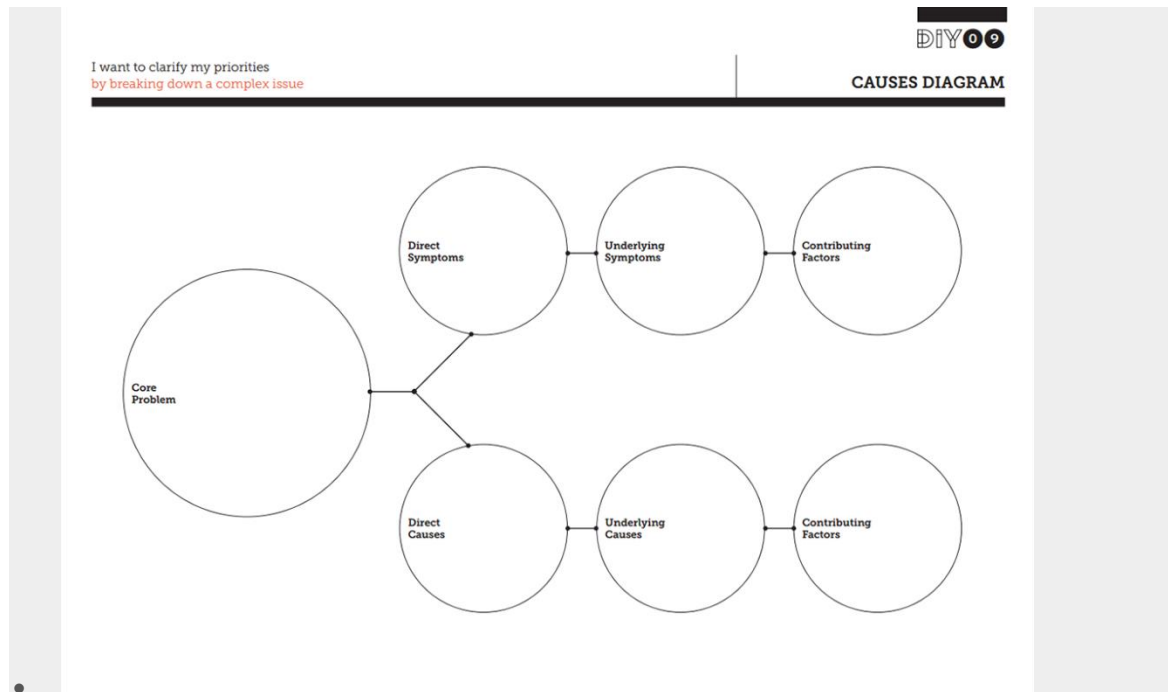 DIY09
I want to clarify my priorities
by breaking down a complex issue
CAUSES DIAGRAM
Direct
Symptoms
Underlying
Symptoms
Contributing
Factors
Core
Problem
Direct
Causes
Underlying
Causes
Contributing
Factors